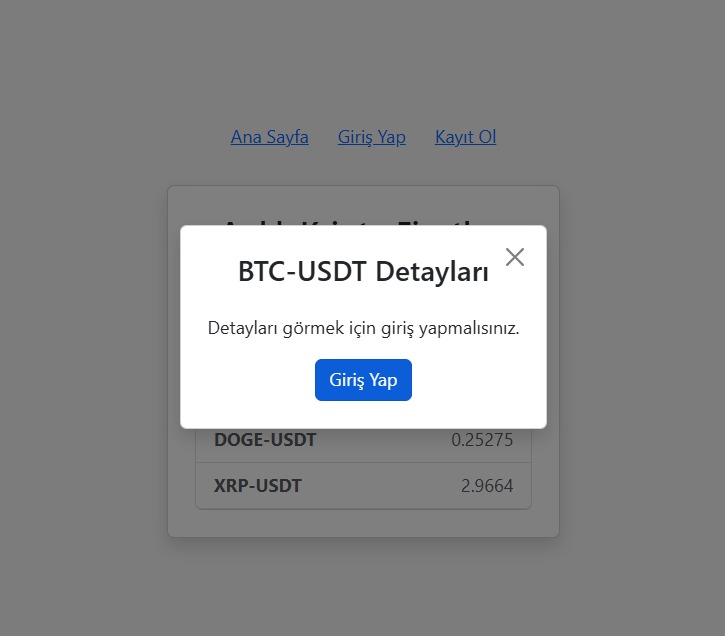 Ana Sayfa Giriş Yap Kayıt Ol
BTC-USDT Detayları
Detayları görmek için giriş yapmalısınız.
Giriş Yap
DOGE-USDT 0.25275
XRP-USDT 2.9664